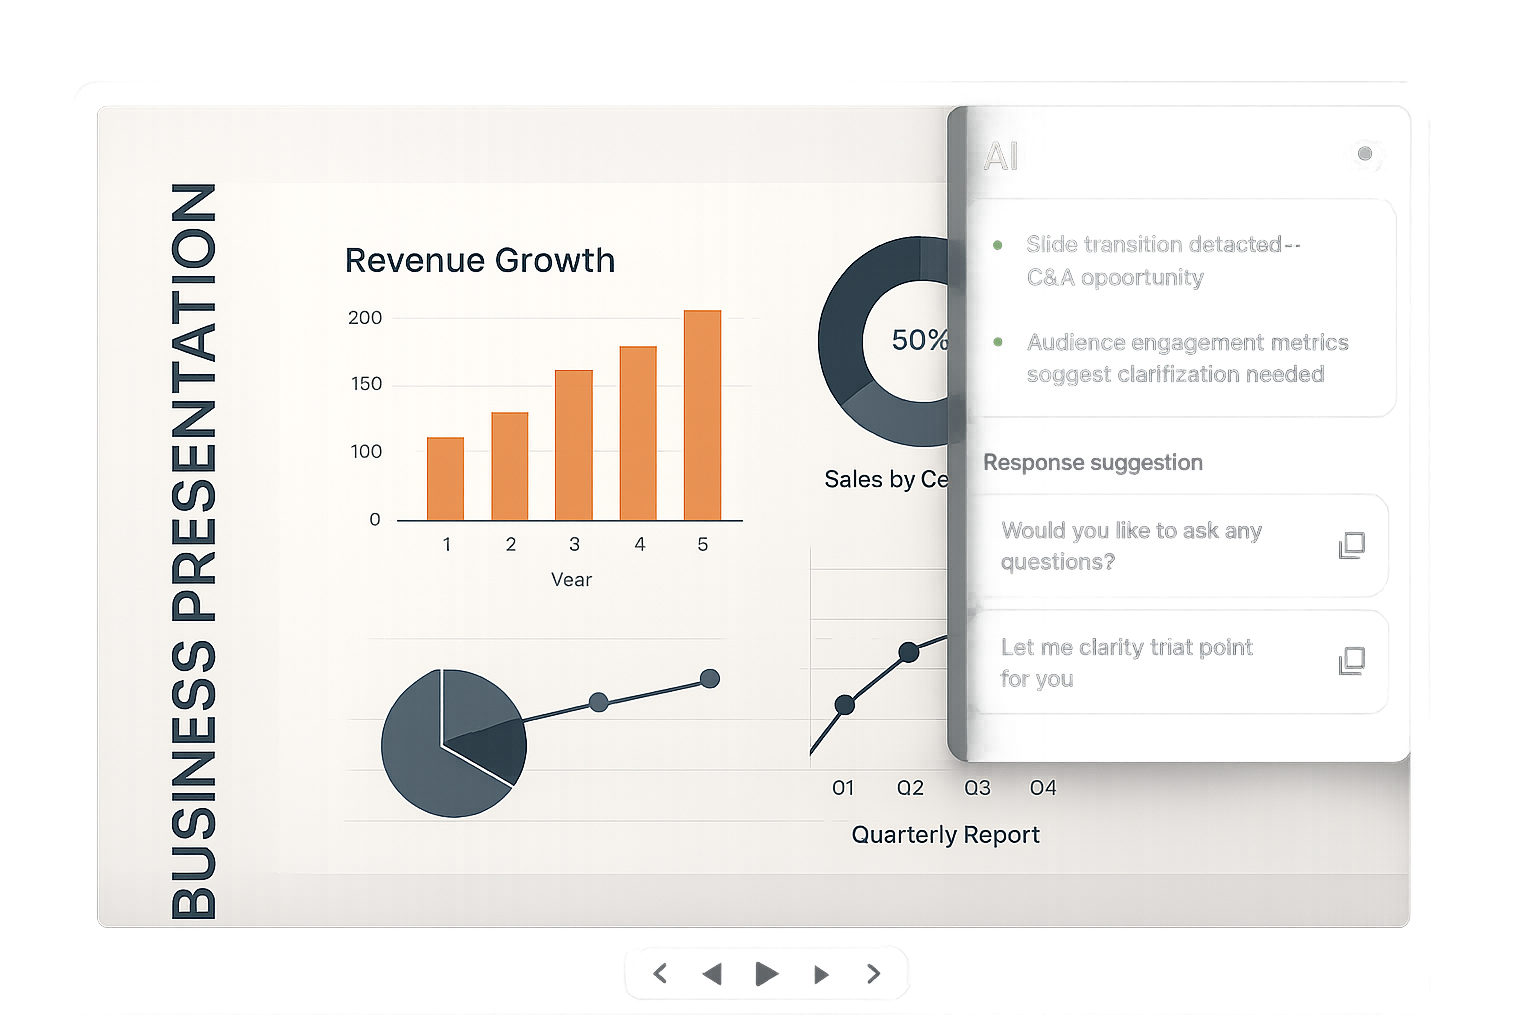 BUSINESS PRESENTATION
Revenue Growth
200
150
100
0
1 2 3 4 5
Vear
50%
Sales by Ce
Q1 Q2 Q3 Q4
Quarterly Report
AI
Slide transition detacted--
C&A opoortunity
Audience engagement metrics
soggest clarifization needed
Response suggestion
Would you like to ask any
questions?
Let me clarity triat point
for you